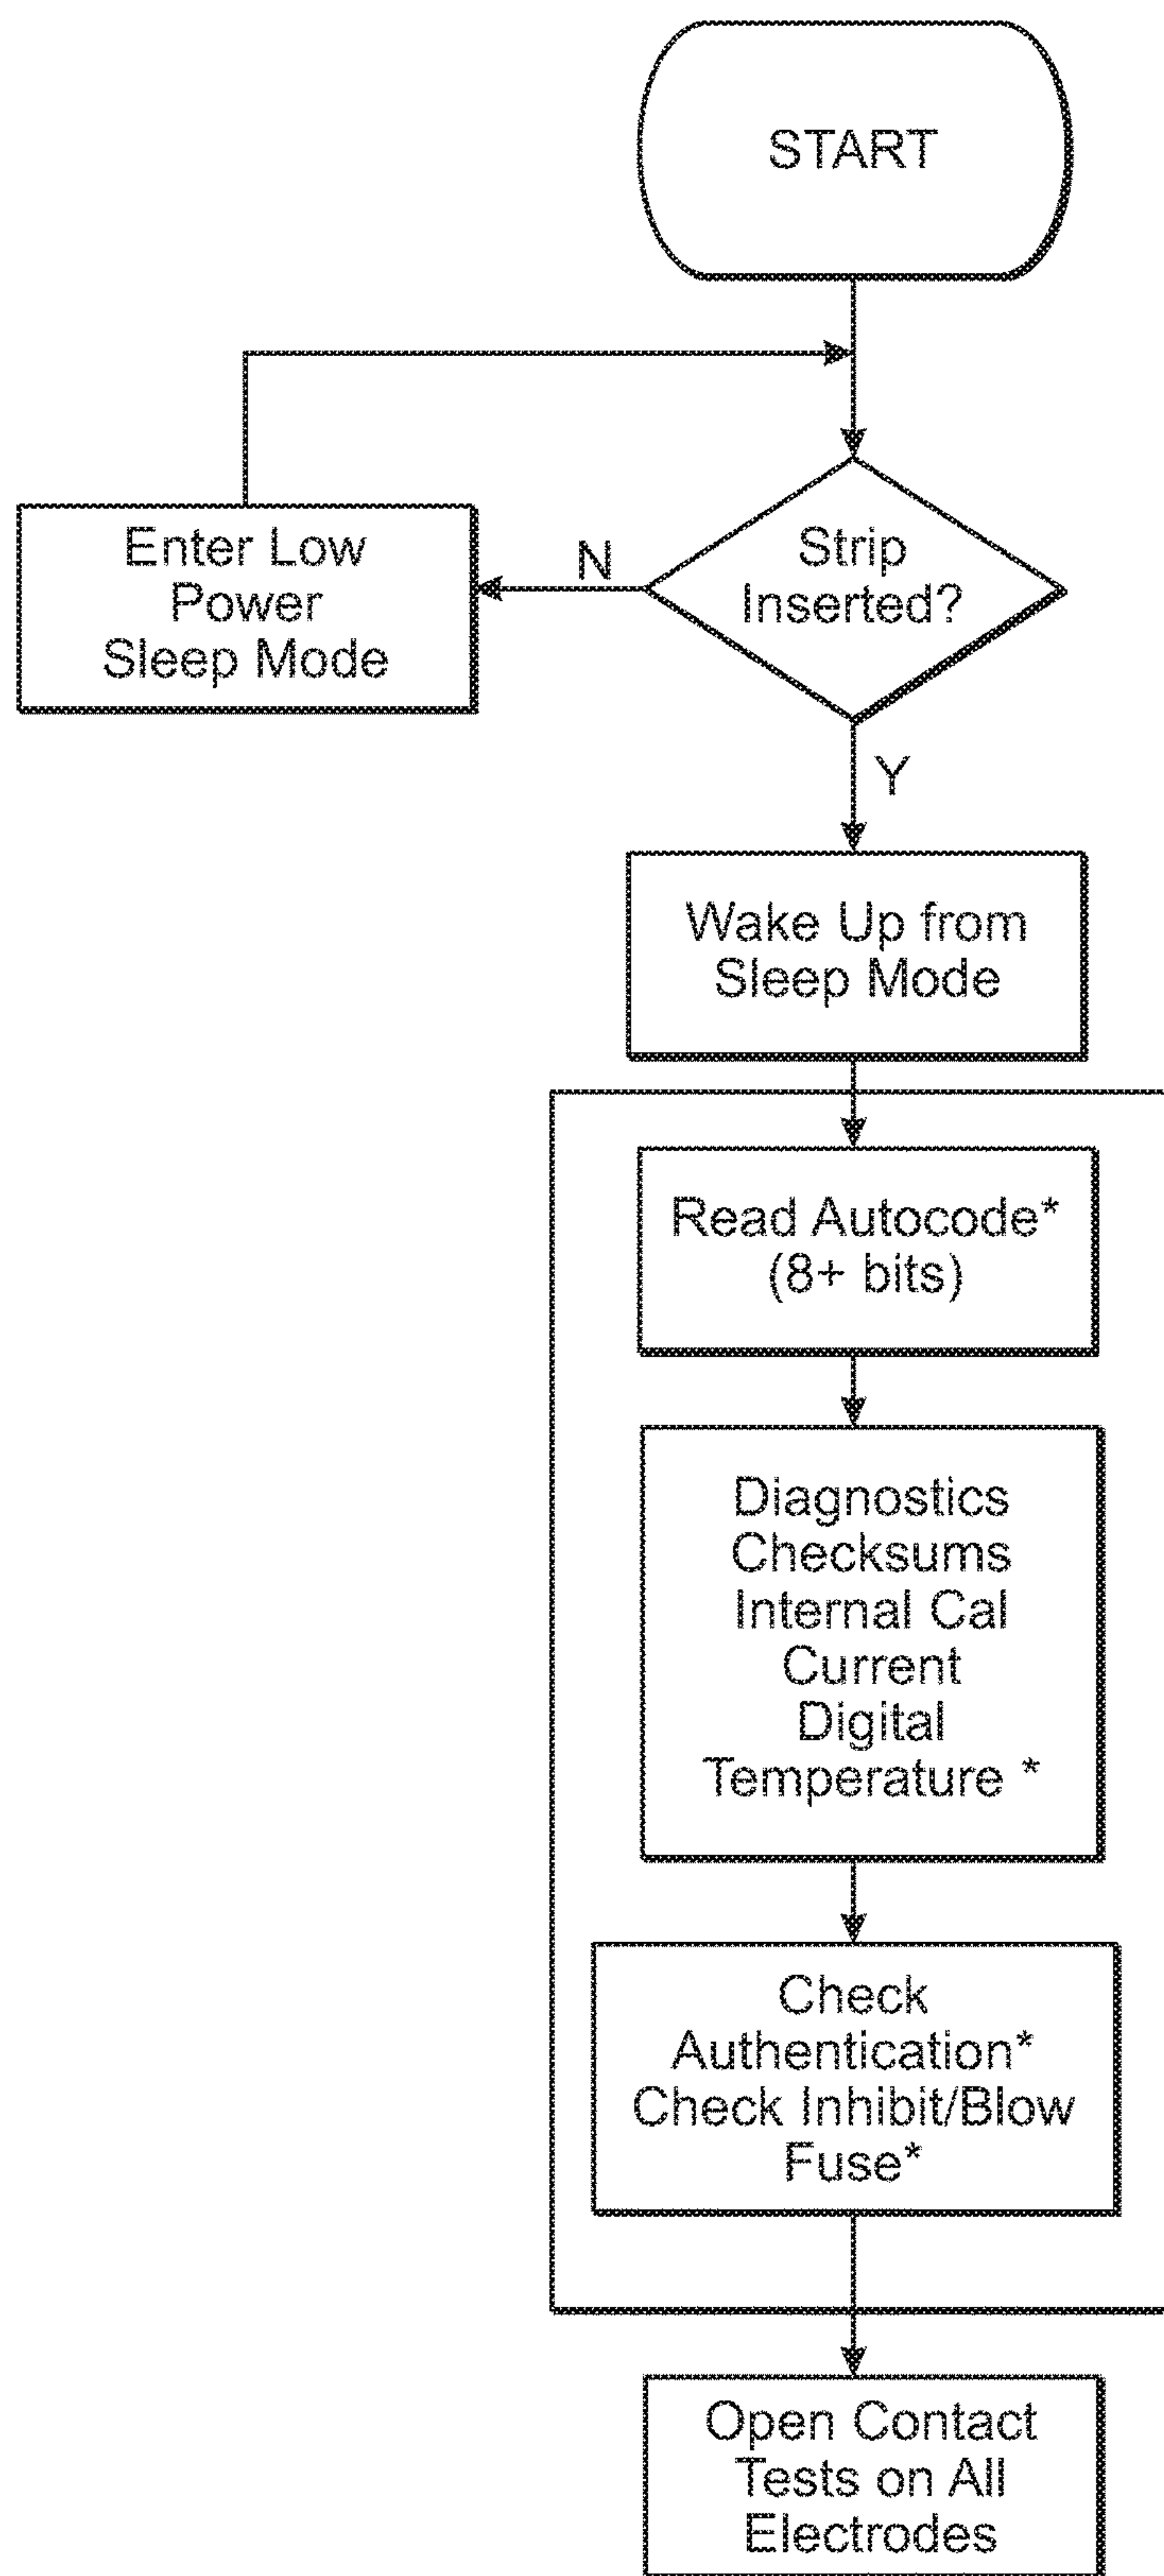 START
Enter Low
Power
Sleep Mode
N
Strip
Inserted?
Y
Wake Up from
Sleep Mode
Read Autocode*
(8+ bits)
Diagnostics
Checksums
Internal Cal
Current
Digital
Temperature *
Check
Authentication*
Check Inhibit/Blow
Fuse*
Open Contact
Tests on All
Electrodes